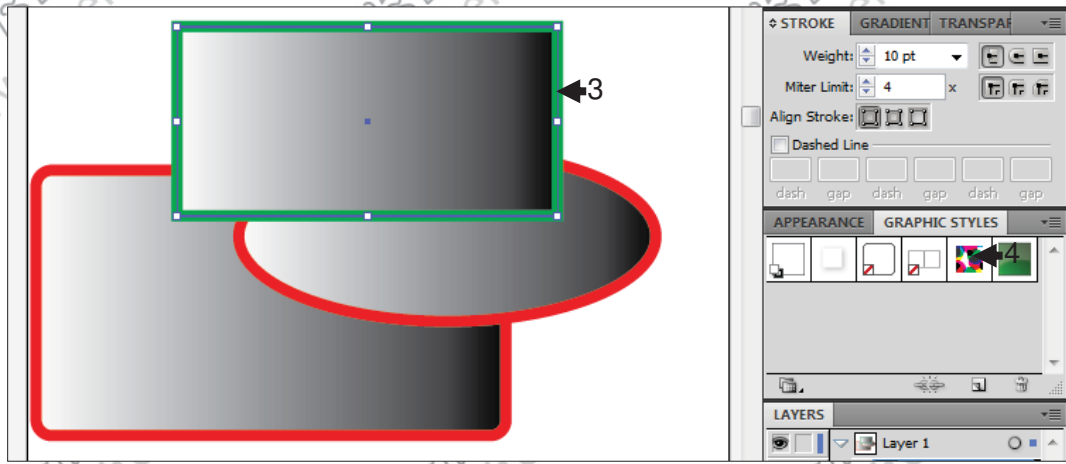 STROKE GRADIENT TRANSPAR
Weight: 10 pt
Miter Limit: 4 x
Align Stroke:
Dashed Line
dash gap dash gap dash gap
3
APPEARANCE GRAPHIC STYLES
4
LAYERS
Layer 1